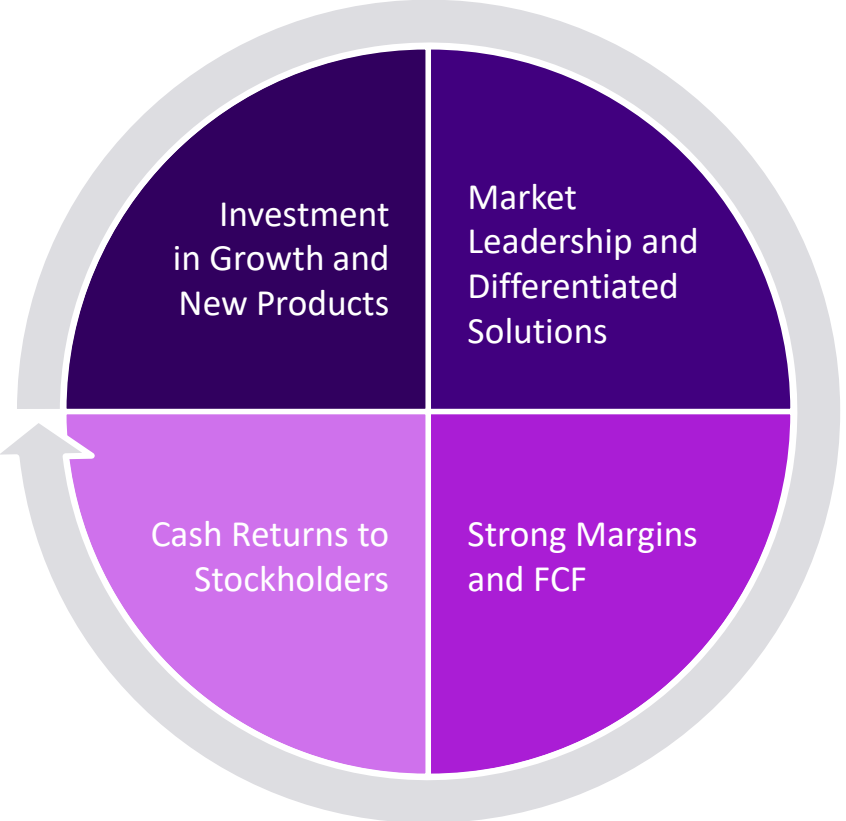 Investment
in Growth and
New Products
Market
Leadership and
Differentiated
Solutions
Cash Returns to
Stockholders
Strong Margins
and FCF